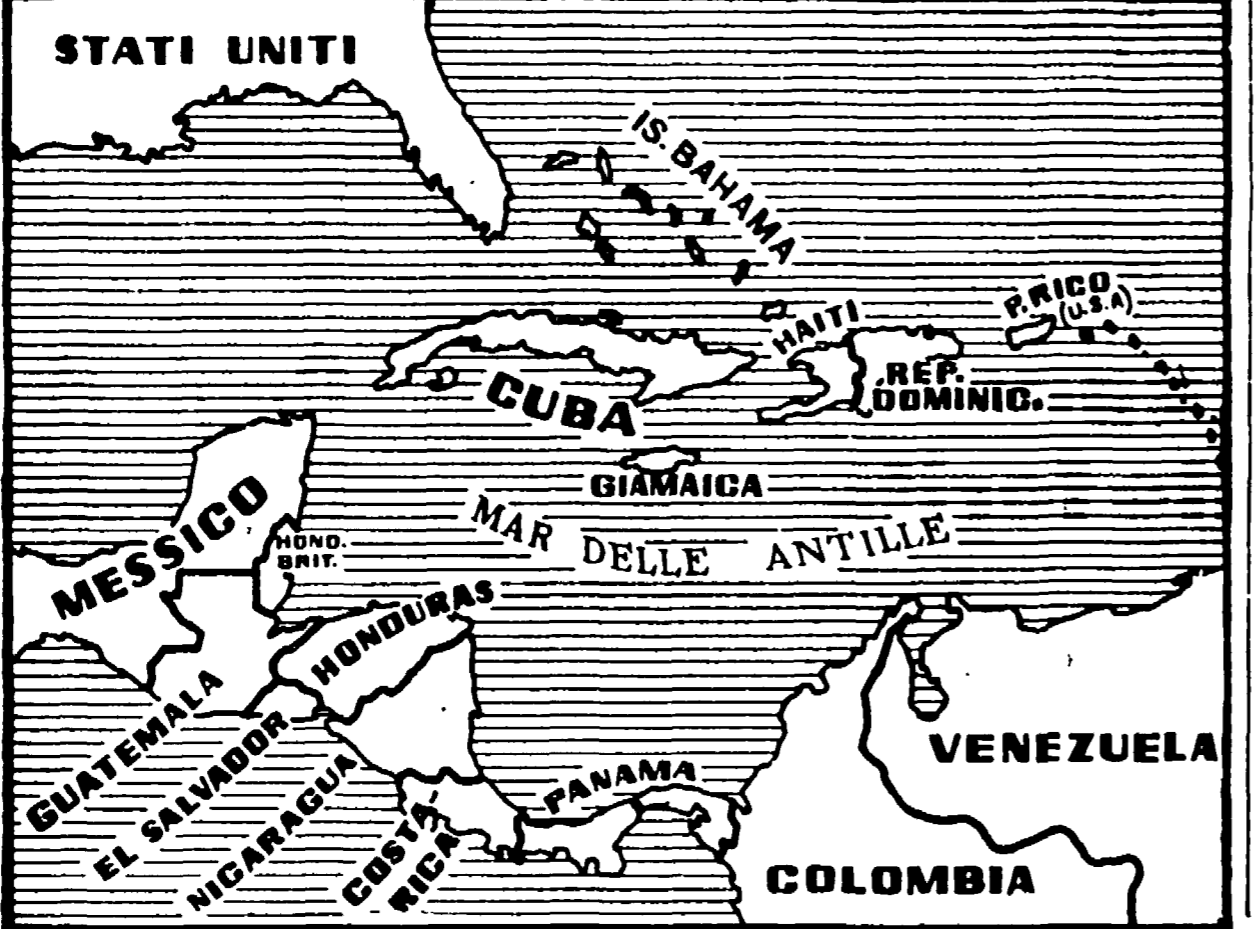 STATI UNITI
IS. BAHAMA
P. RICO
(U.S.A)
HAITI
REP.
DOMINIC.
CUBA
GIAMAICA
MAR DELLE ANTILLE
MESSICO
HOND.
BRIT.
HONDURAS
GUATEMALA
EL SALVADOR
NICARAGUA
COSTA-
RICA
PANAMA
VENEZUELA
COLOMBIA